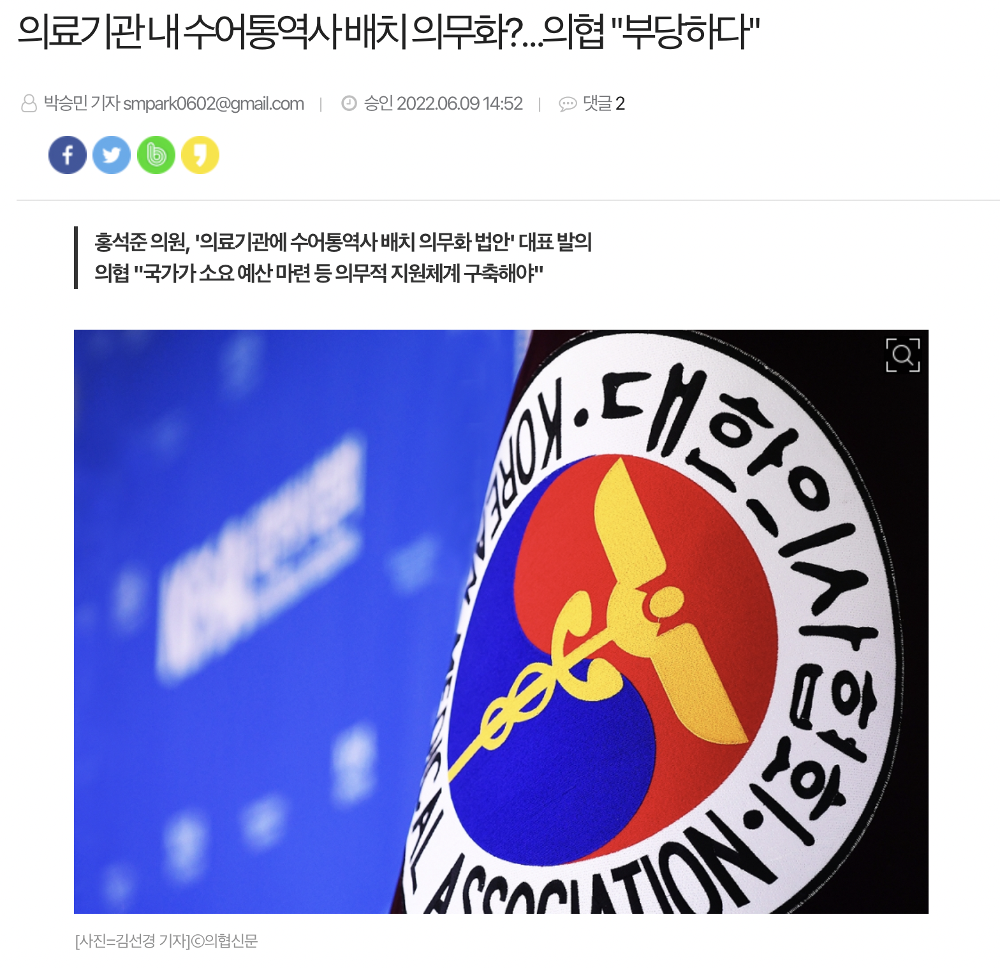 의료기관 내 수어통역사 배치 의무화?...의협 "부당하다"
박승민 기자 smpark0602@gmail.com | 승인 2022.06.09 14:52 | 댓글 2
홍석준 의원, '의료기관에 수어통역사 배치 의무화 법안' 대표 발의
의협 "국가가 소요 예산 마련 등 의무적 지원체계 구축해야"
대한의사협회
KOREAN MEDICAL ASSOCIATION
[사진=김선경 기자]ⓒ의협신문